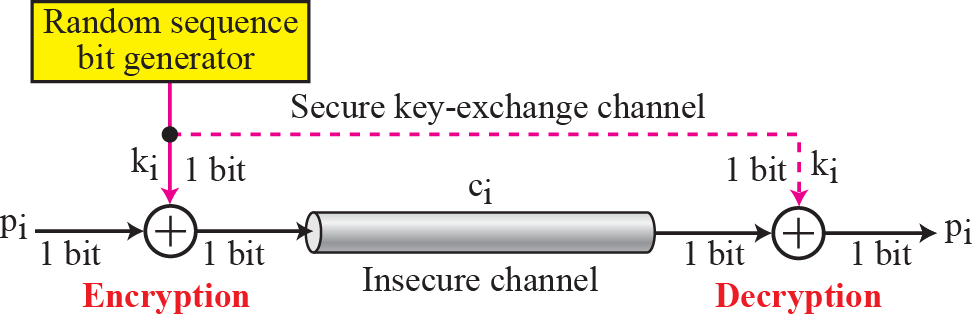 Random sequence
bit generator
Secure key-exchange channel
ki 1 bit
1 bit ki
ci
pi
1 bit
1 bit
1 bit
1 bit
pi
Insecure channel
Encryption
Decryption